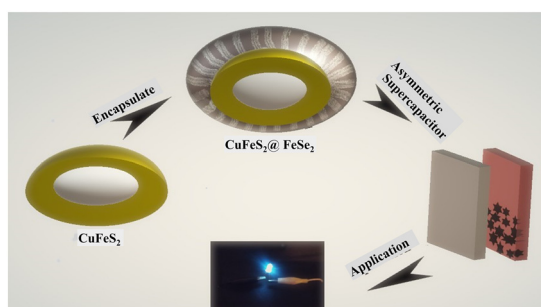 Encapsulate
Asymmetric
Supercapacitor
CuFeS₂@ FeSe₂
CuFeS₂
Application